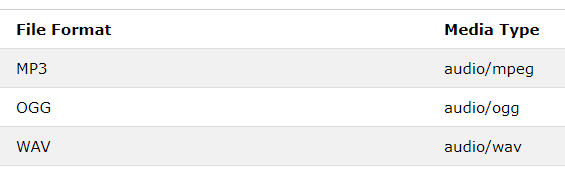 File Format Media Type
MP3 audio/mpeg
OGG audio/ogg
WAV audio/wav